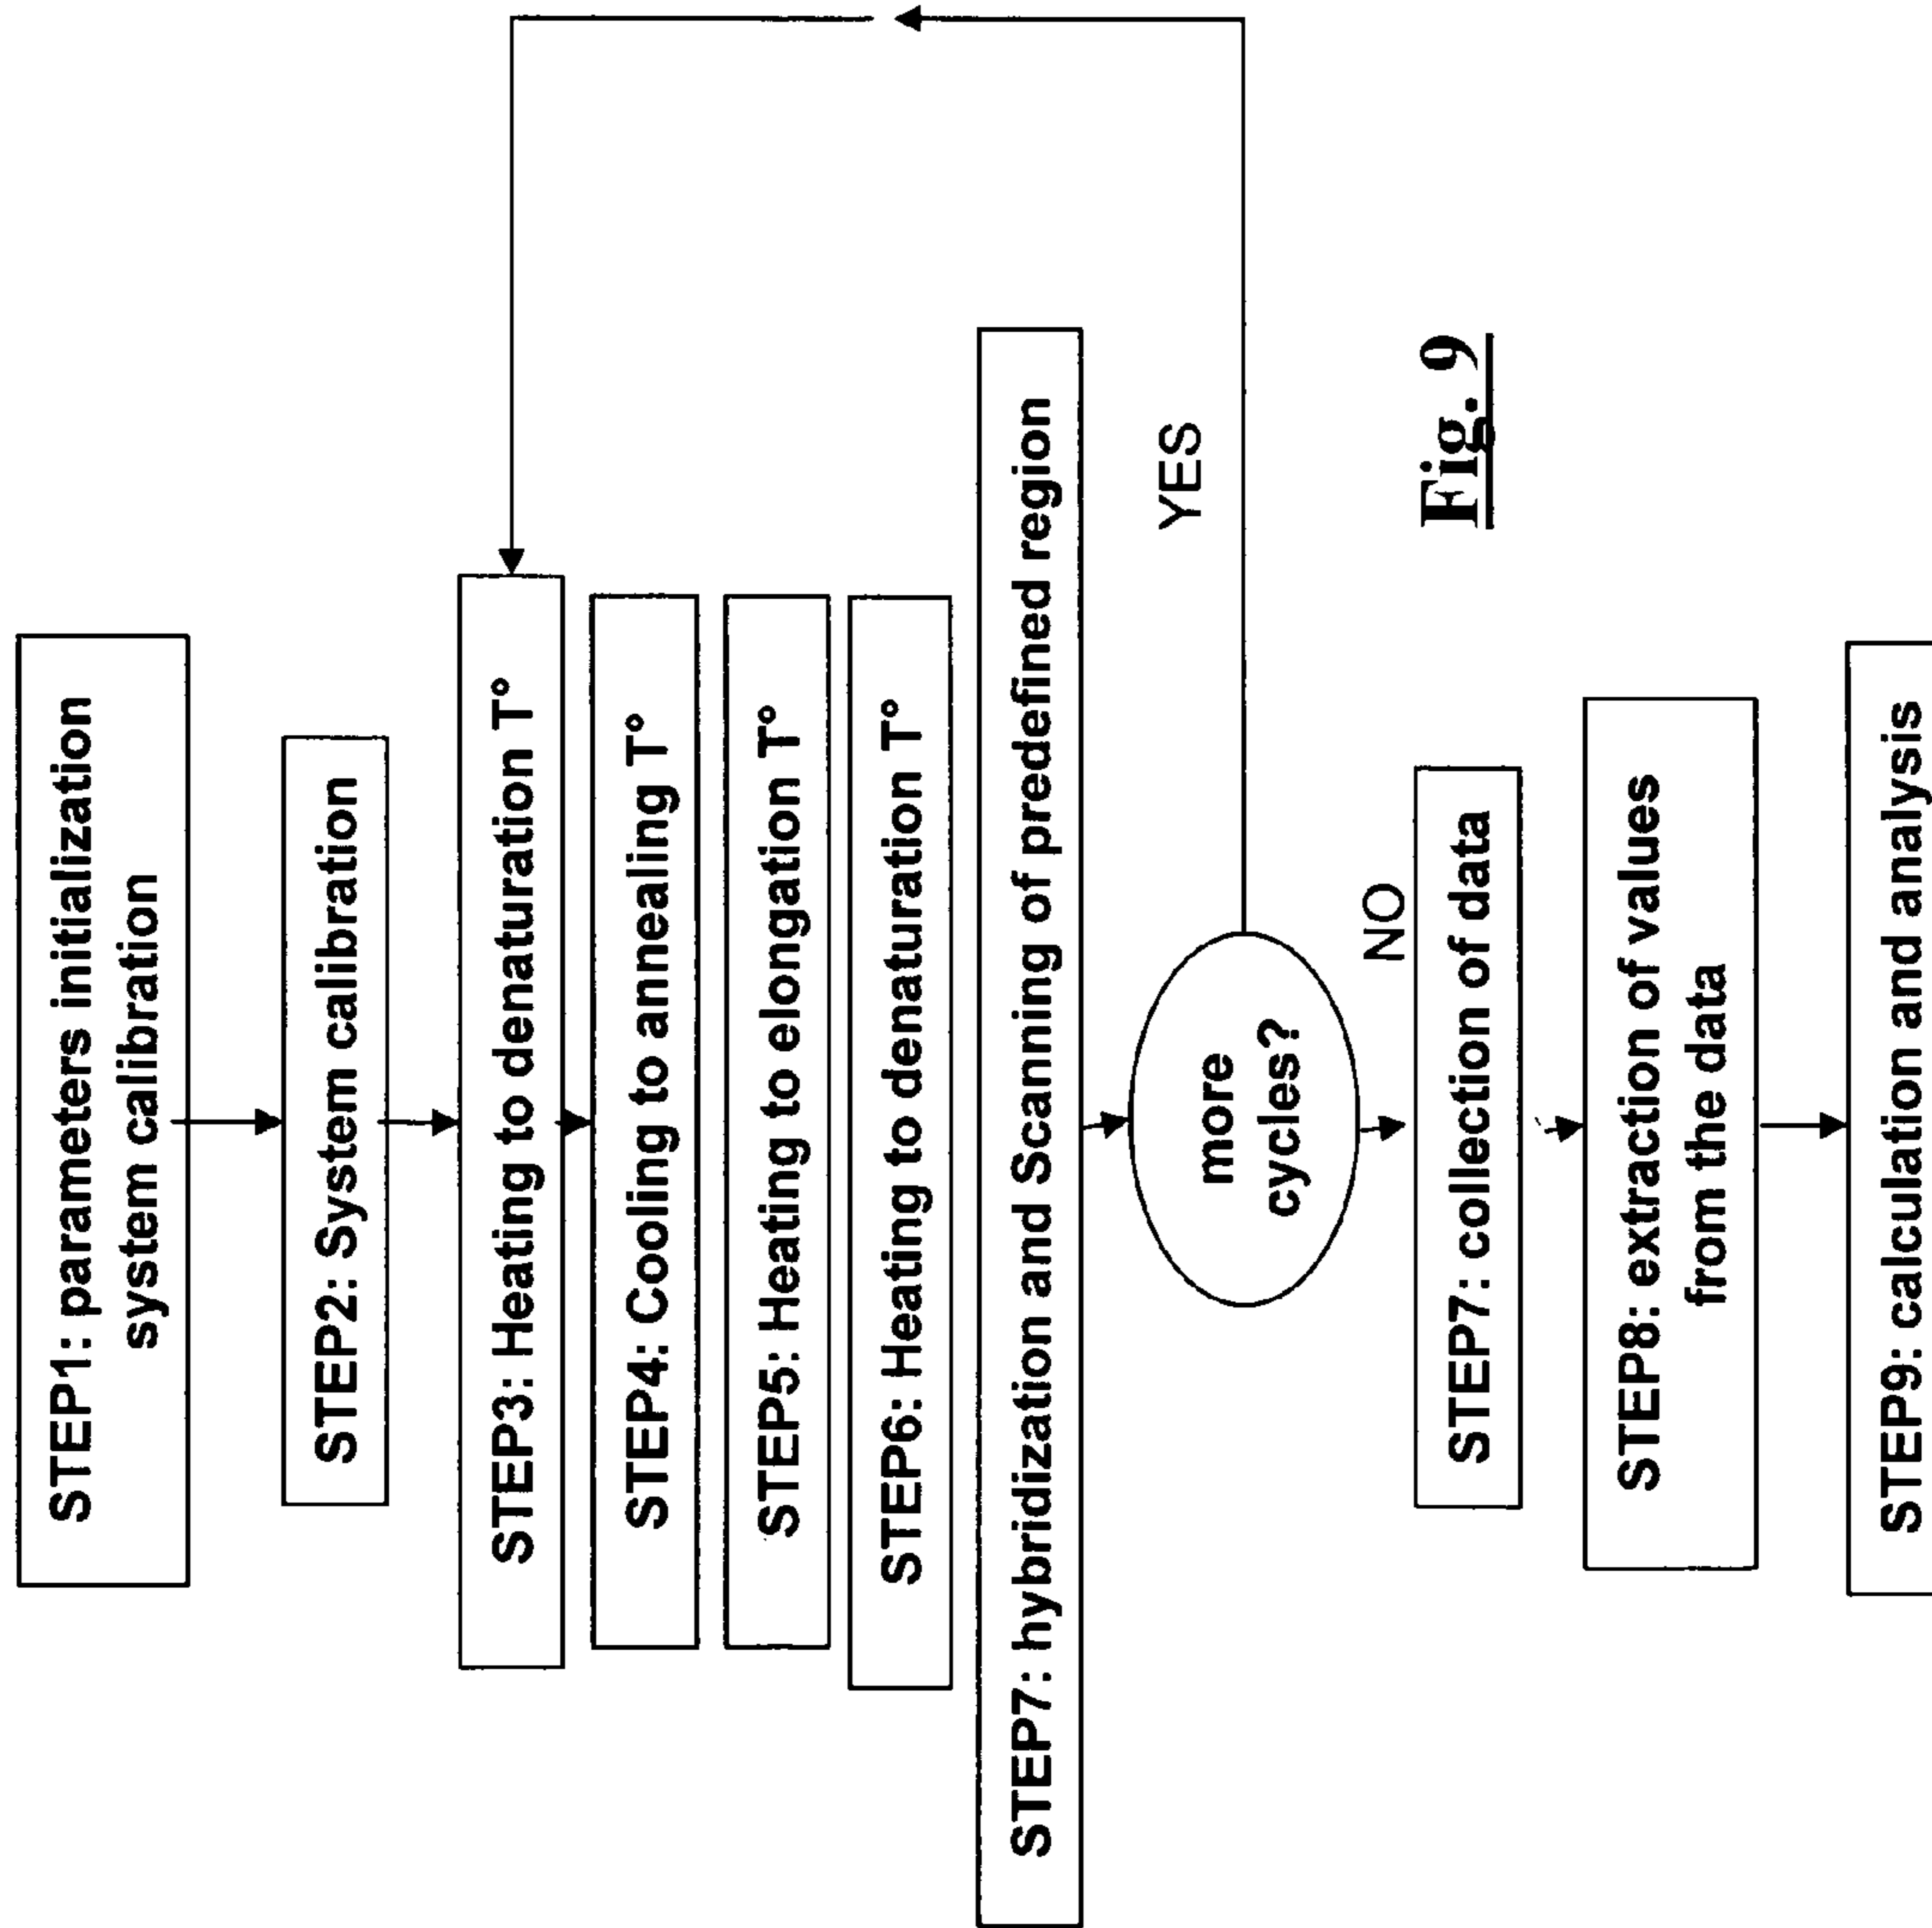 STEP1: parameters initialization
system calibration
STEP2: System calibration
STEP3: Heating to denaturation T°
STEP4: Cooling to annealing T°
STEP5: Heating to elongation T°
STEP6: Heating to denaturation T°
STEP7: hybridization and Scanning of predefined region
more
cycles?
YES
NO
STEP7: collection of data
STEP8: extraction of values
from the data
STEP9: calculation and analysis
Fig. 9